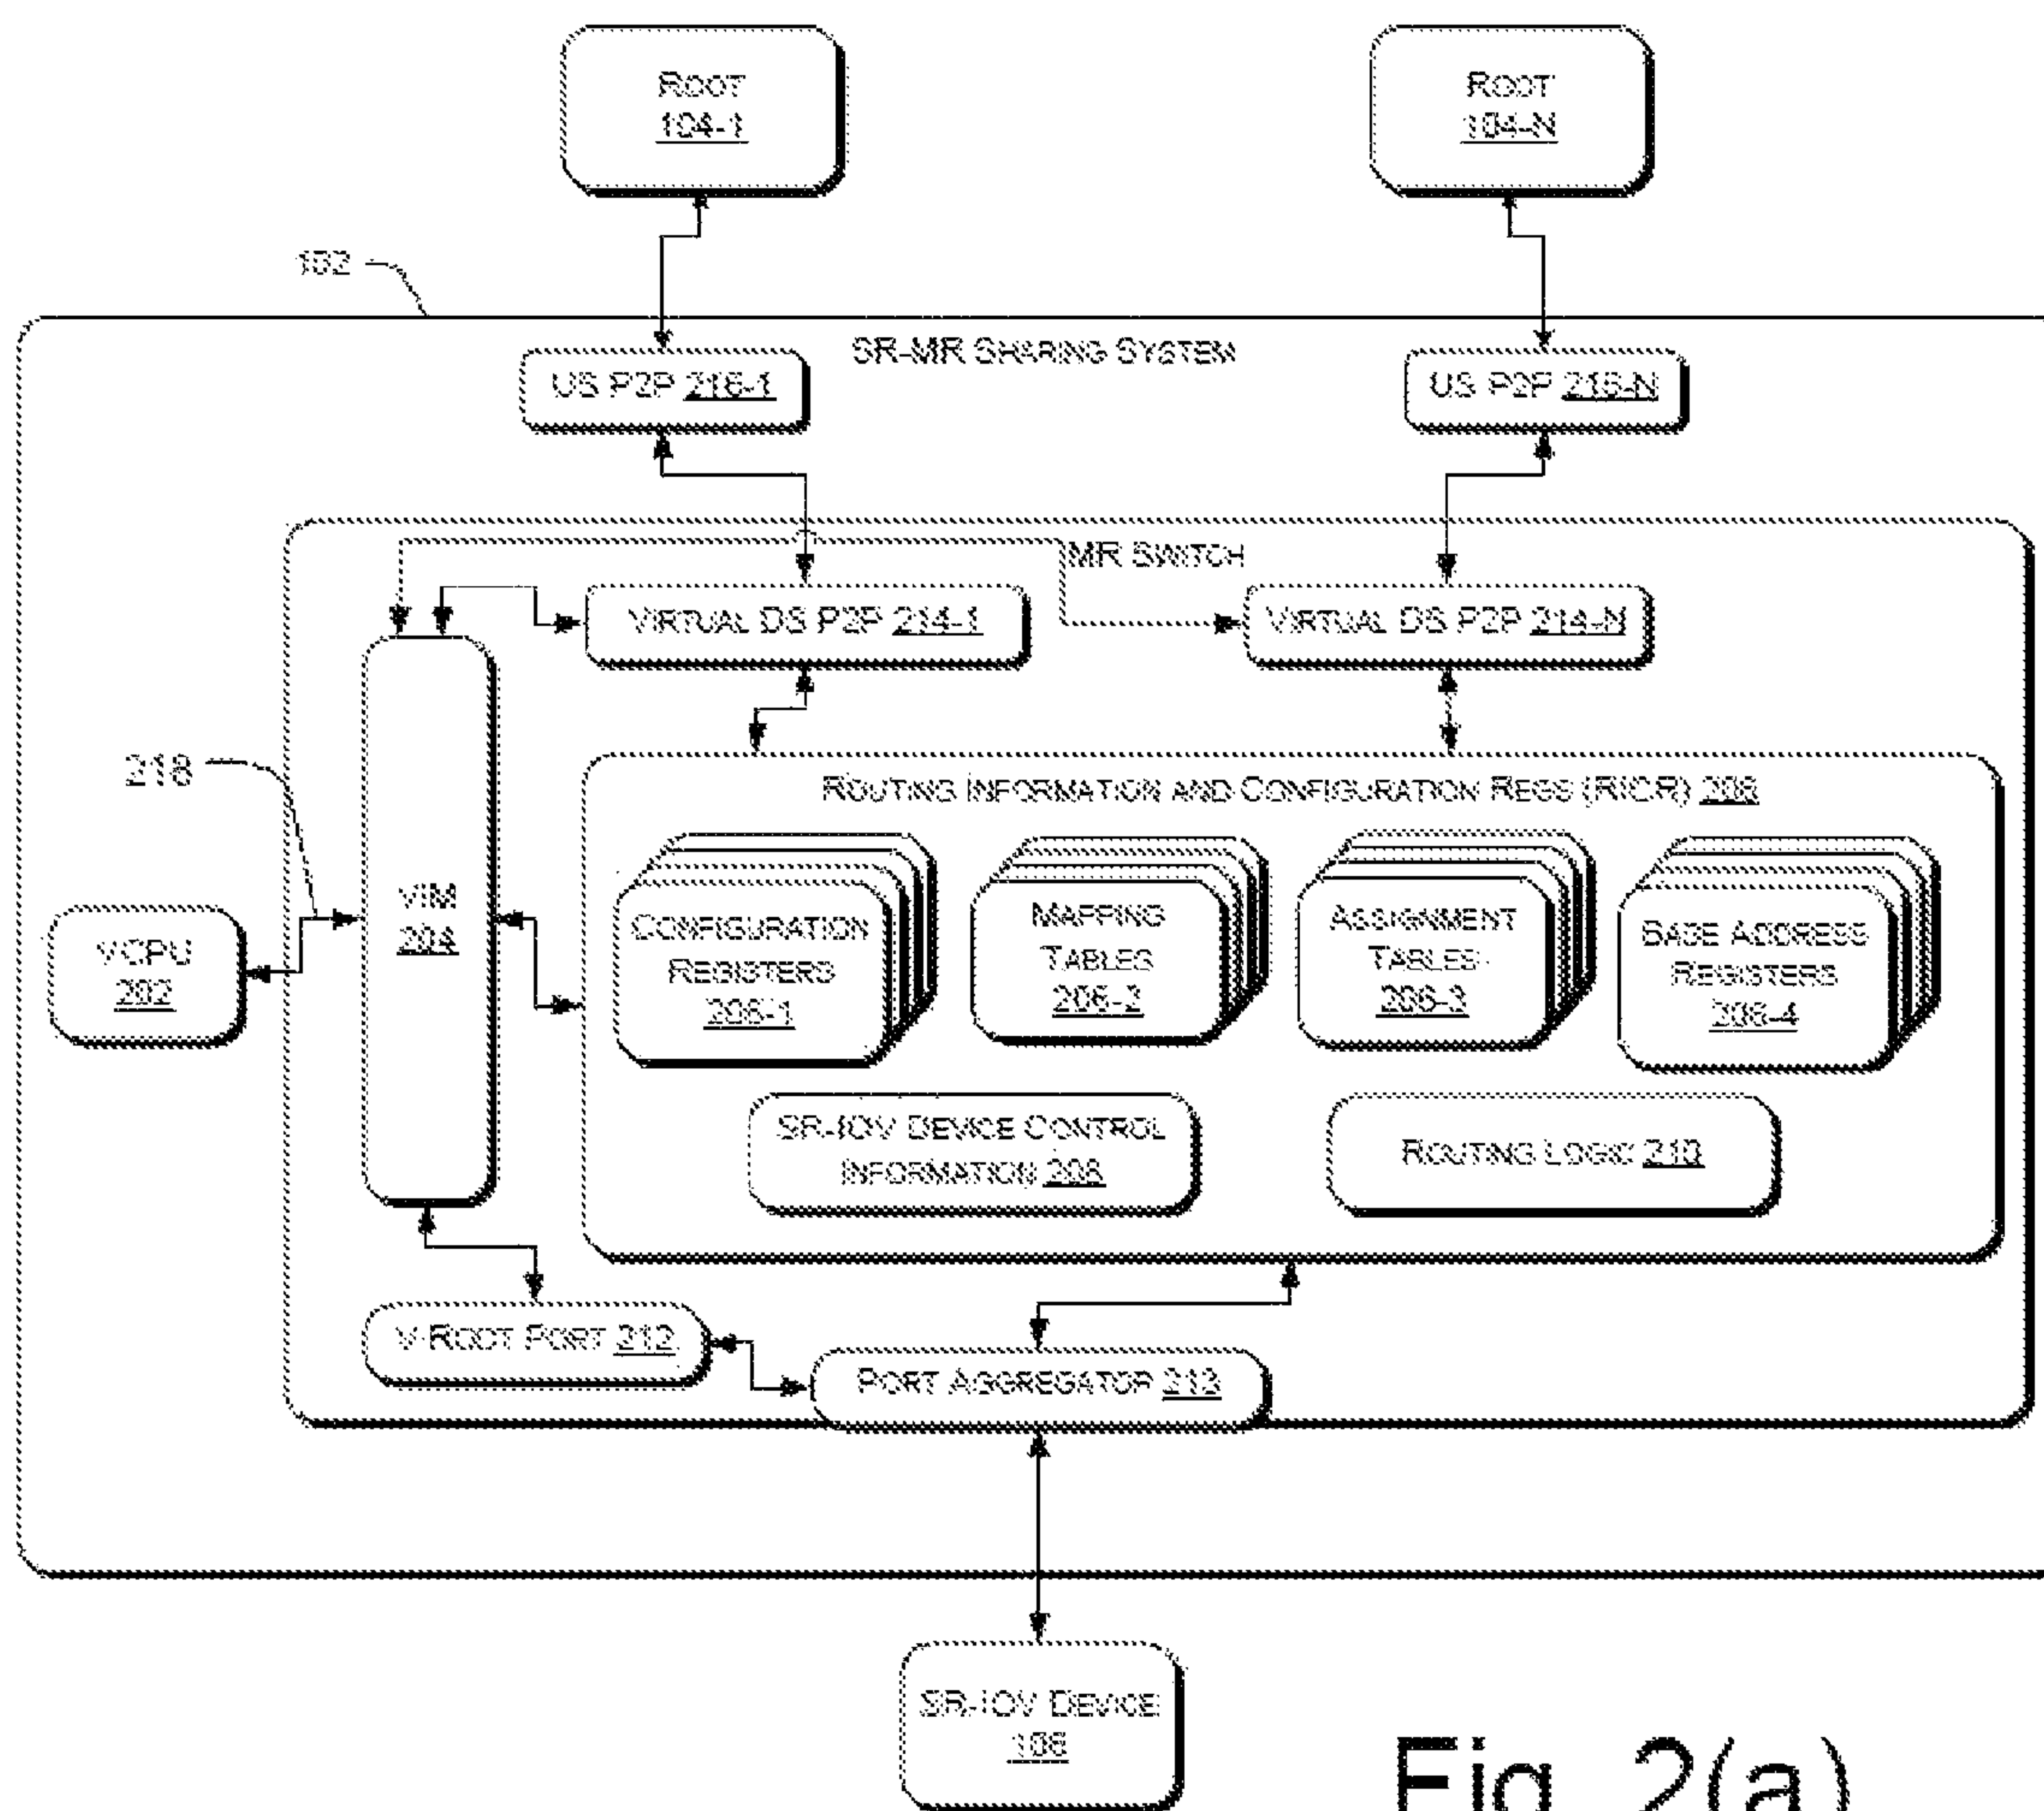 ROOT
104-1
ROOT
104-N
102
SR-MR SHARING SYSTEM
US P2P 216-1
US P2P 216-N
MR SWITCH
VIRTUAL DS P2P 214-1
VIRTUAL DS P2P 214-N
218
ROUTING INFORMATION AND CONFIGURATION REGS (RICR) 206
VIM
204
VCPU
202
CONFIGURATION
REGISTERS
206-1
MAPPING
TABLES
206-2
ASSIGNMENT
TABLES
206-3
BASE ADDRESS
REGISTERS
206-4
SR-IOV DEVICE CONTROL
INFORMATION 208
ROUTING LOGIC 210
V-ROOT PORT 212
PORT AGGREGATOR 213
SR-IOV DEVICE
106
Fig. 2(a)